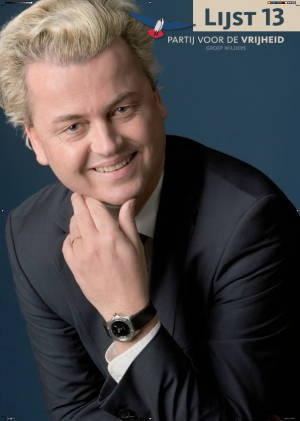 LIJST 13
PARTIJ VOOR DE VRIJHEID
GROEP WILDERS